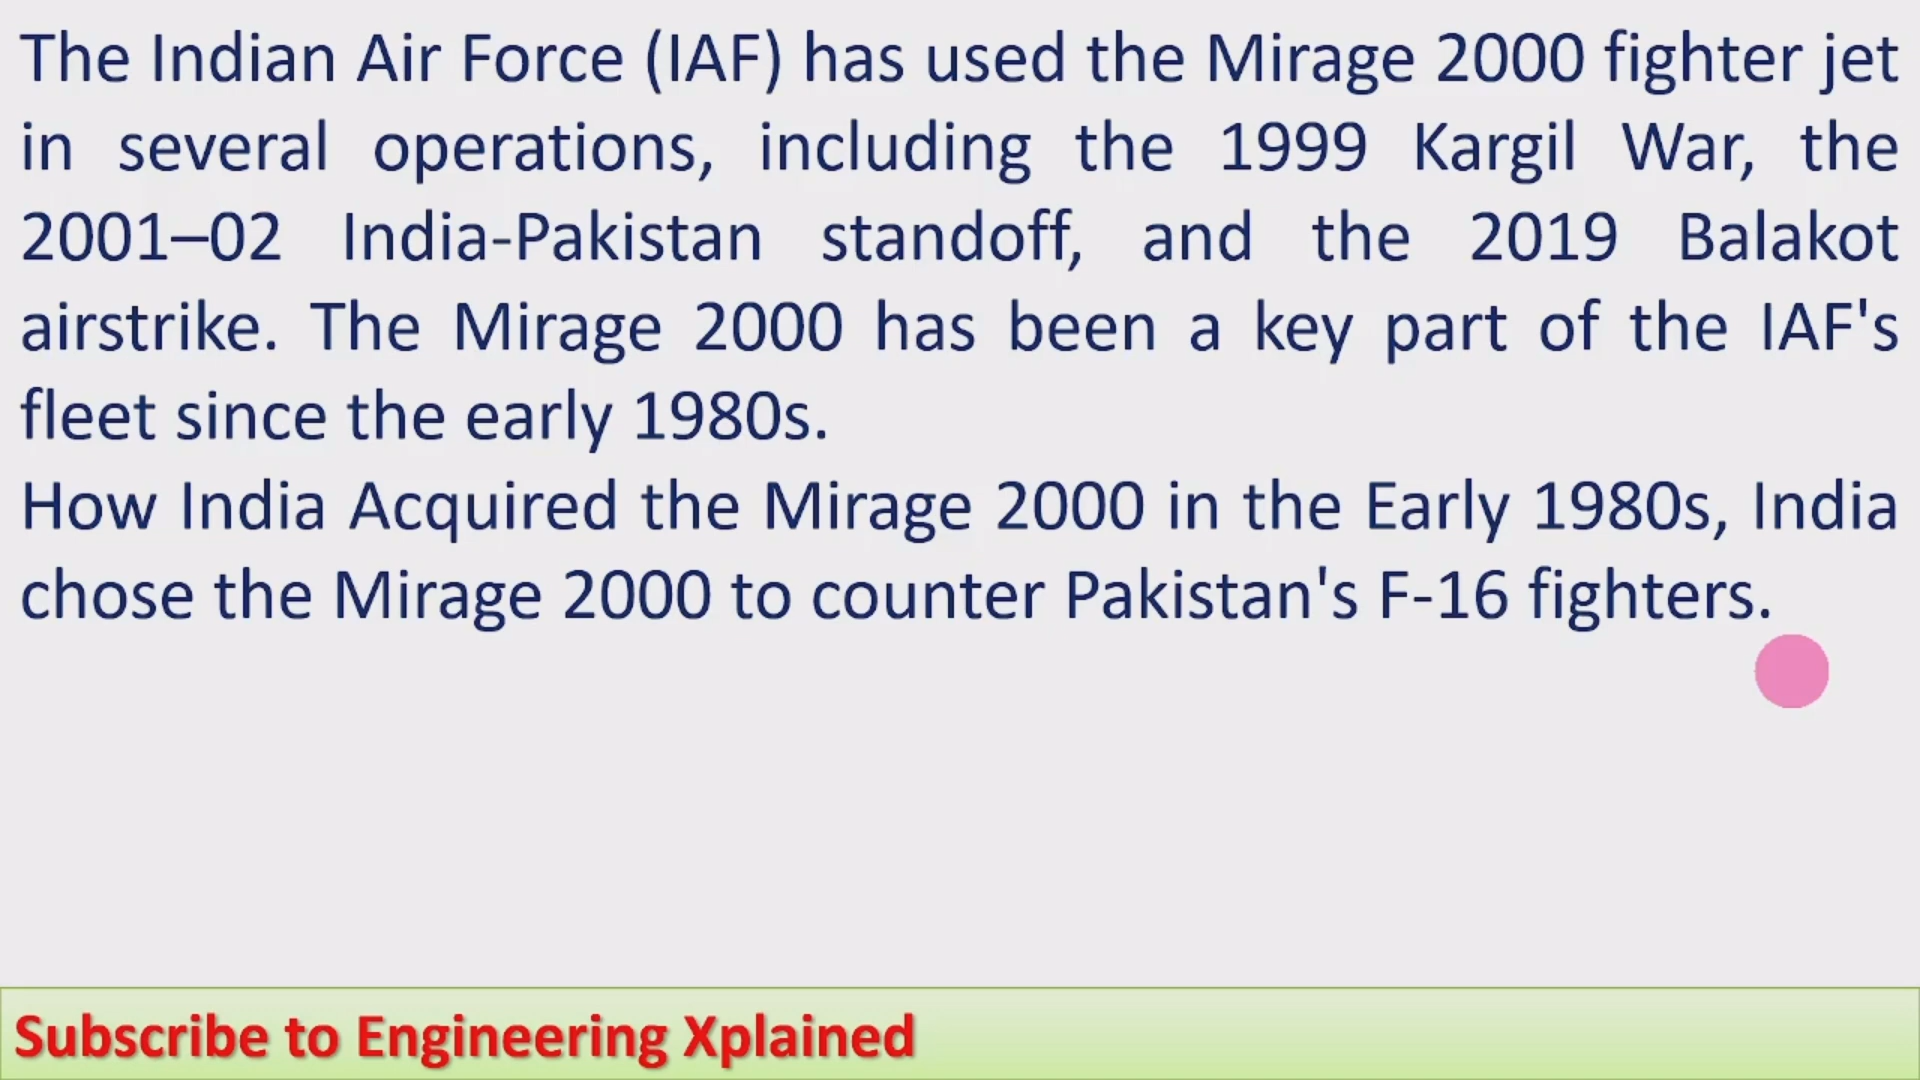 The Indian Air Force (IAF) has used the Mirage 2000 fighter jet
in several operations, including the 1999 Kargil War, the
2001–02 India-Pakistan standoff, and the 2019 Balakot
airstrike. The Mirage 2000 has been a key part of the IAF's
fleet since the early 1980s.
How India Acquired the Mirage 2000 in the Early 1980s, India
chose the Mirage 2000 to counter Pakistan's F-16 fighters.
Subscribe to Engineering Xplained